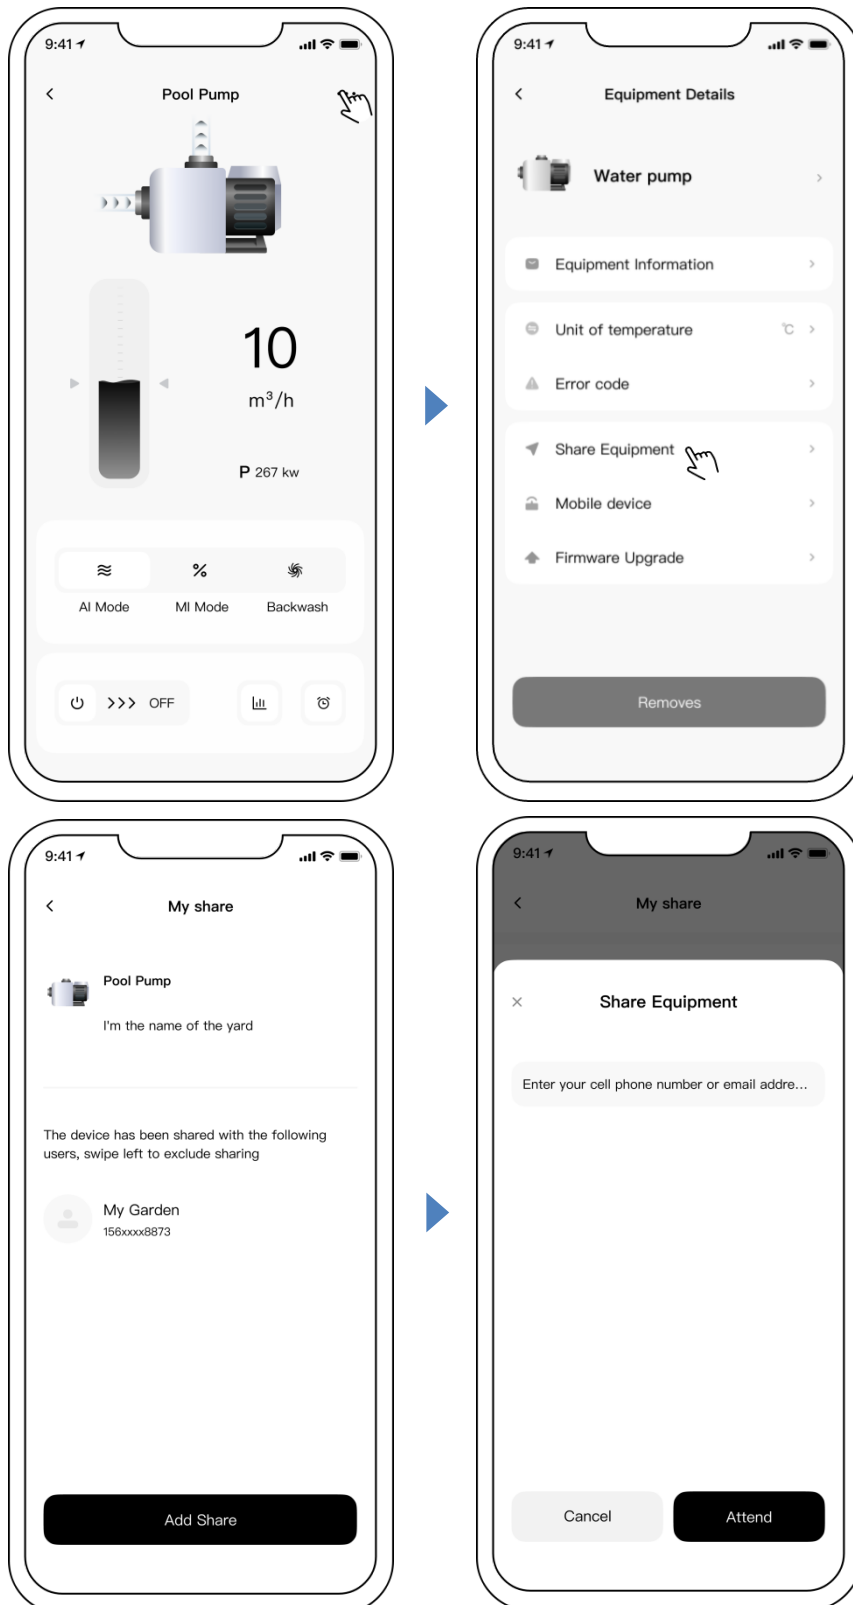 9:41
Pool Pump
10
m³/h
P 267 kw
AI Mode
MI Mode
Backwash
OFF
9:41
Equipment Details
Water pump
Equipment Information
Unit of temperature
℃
Error code
Share Equipment
Mobile device
Firmware Upgrade
Removes
9:41
My share
Pool Pump
I'm the name of the yard
The device has been shared with the following
users, swipe left to exclude sharing
My Garden
156xxxx8873
Add Share
9:41
My share
Share Equipment
Enter your cell phone number or email addre...
Cancel
Attend